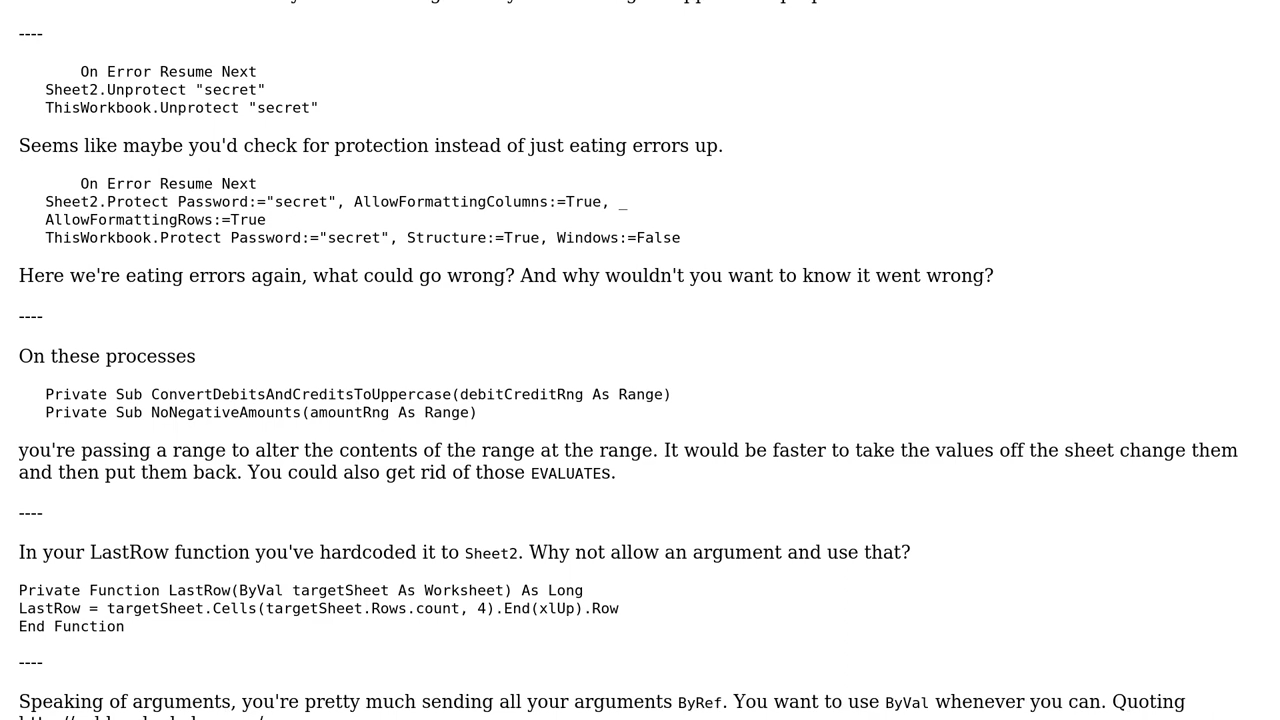 ----
On Error Resume Next
Sheet2.Unprotect "secret"
ThisWorkbook.Unprotect "secret"
Seems like maybe you'd check for protection instead of just eating errors up.
On Error Resume Next
Sheet2.Protect Password:="secret", AllowFormattingColumns:=True, _
AllowFormattingRows:=True
ThisWorkbook.Protect Password:="secret", Structure:=True, Windows:=False
Here we're eating errors again, what could go wrong? And why wouldn't you want to know it went wrong?
----
On these processes
Private Sub ConvertDebitsAndCreditsToUppercase(debitCreditRng As Range)
Private Sub NoNegativeAmounts(amountRng As Range)
you're passing a range to alter the contents of the range at the range. It would be faster to take the values off the sheet change them
and then put them back. You could also get rid of those EVALUATEs.
----
In your LastRow function you've hardcoded it to Sheet2. Why not allow an argument and use that?
Private Function LastRow(ByVal targetSheet As Worksheet) As Long
LastRow = targetSheet.Cells(targetSheet.Rows.count, 4).End(xlUp).Row
End Function
----
Speaking of arguments, you're pretty much sending all your arguments ByRef. You want to use ByVal whenever you can. Quoting